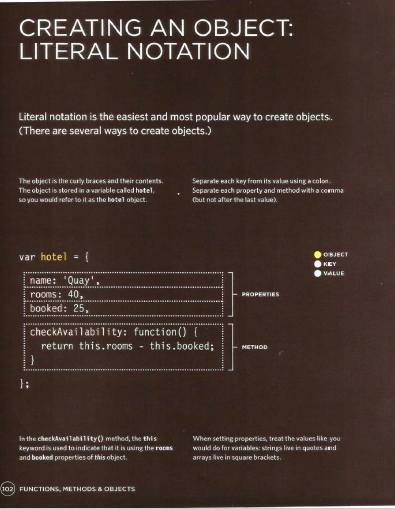 CREATING AN OBJECT:
LITERAL NOTATION
Literal notation is the easiest and most popular way to create objects.
(There are several ways to create objects.)
The object is the curly braces and their contents.
The object is stored in a variable called hotel,
so you would refer to it as the hotel object.
Separate each key from its value using a colon.
Separate each property and method with a comma
(but not after the last value).
var hotel = {
OBJECT
KEY
VALUE
name: 'Quay',
rooms: 40,
booked: 25,
PROPERTIES
checkAvailability: function() {
return this.rooms - this.booked;
}
METHOD
};
In the checkAvailability() method, the this
keyword is used to indicate that it is using the rooms
and booked properties of this object.
When setting properties, treat the values like you
would do for variables: strings live in quotes and
arrays live in square brackets.
102 FUNCTIONS, METHODS & OBJECTS